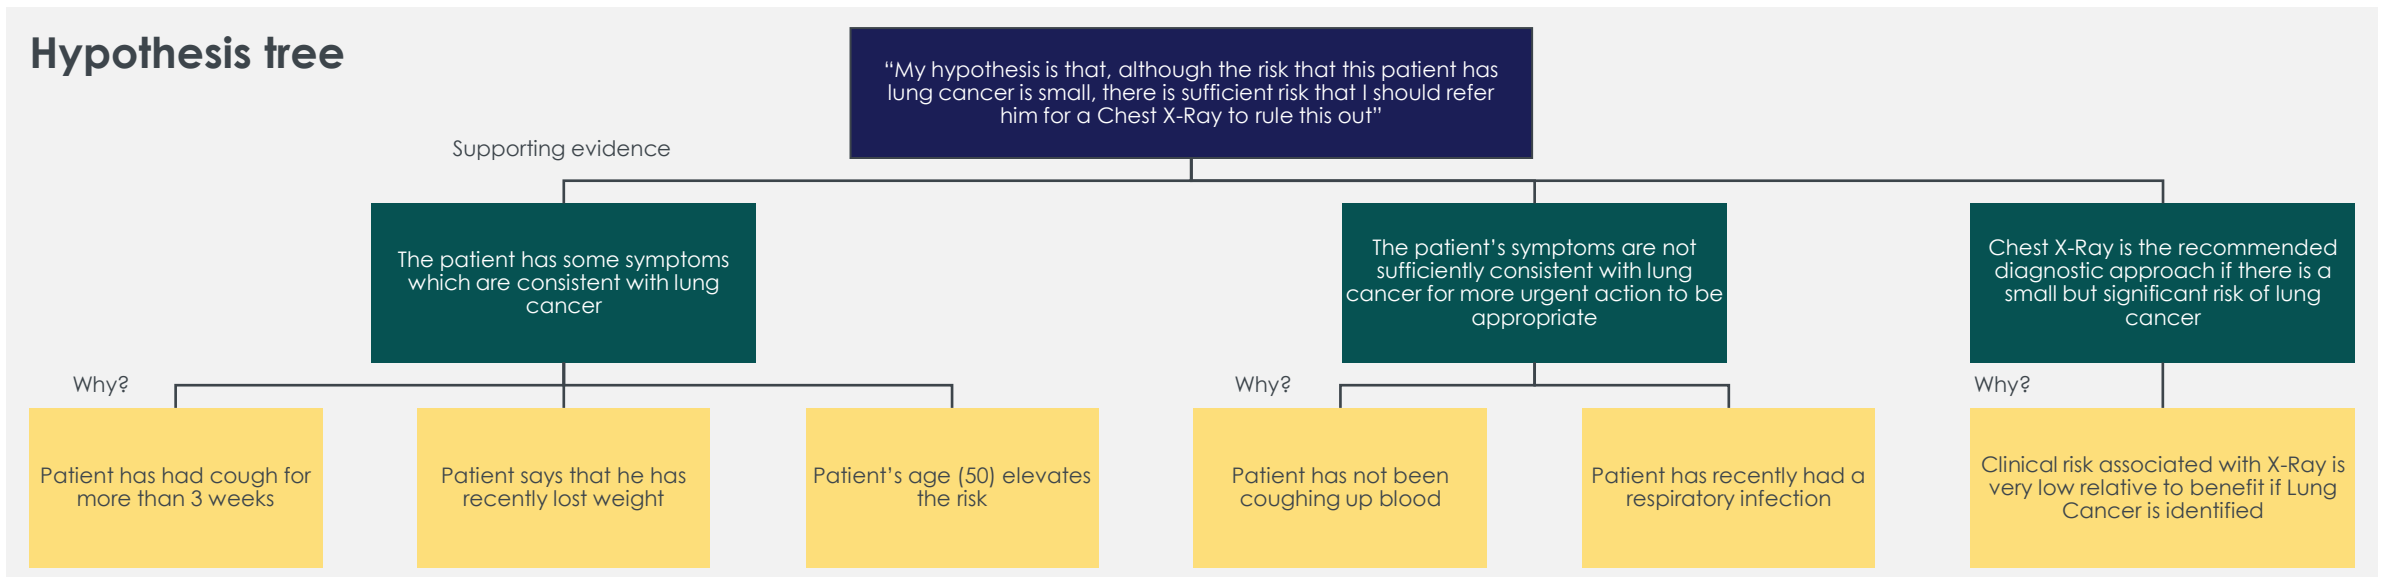 Hypothesis tree
“My hypothesis is that, although the risk that this patient has
lung cancer is small, there is sufficient risk that I should refer
him for a Chest X-Ray to rule this out”
Supporting evidence
The patient has some symptoms
which are consistent with lung
cancer
The patient’s symptoms are not
sufficiently consistent with lung
cancer for more urgent action to be
appropriate
Chest X-Ray is the recommended
diagnostic approach if there is a
small but significant risk of lung
cancer
Why?
Why?
Why?
Patient has had cough for
more than 3 weeks
Patient says that he has
recently lost weight
Patient’s age (50) elevates
the risk
Patient has not been
coughing up blood
Patient has recently had a
respiratory infection
Clinical risk associated with X-Ray is
very low relative to benefit if Lung
Cancer is identified